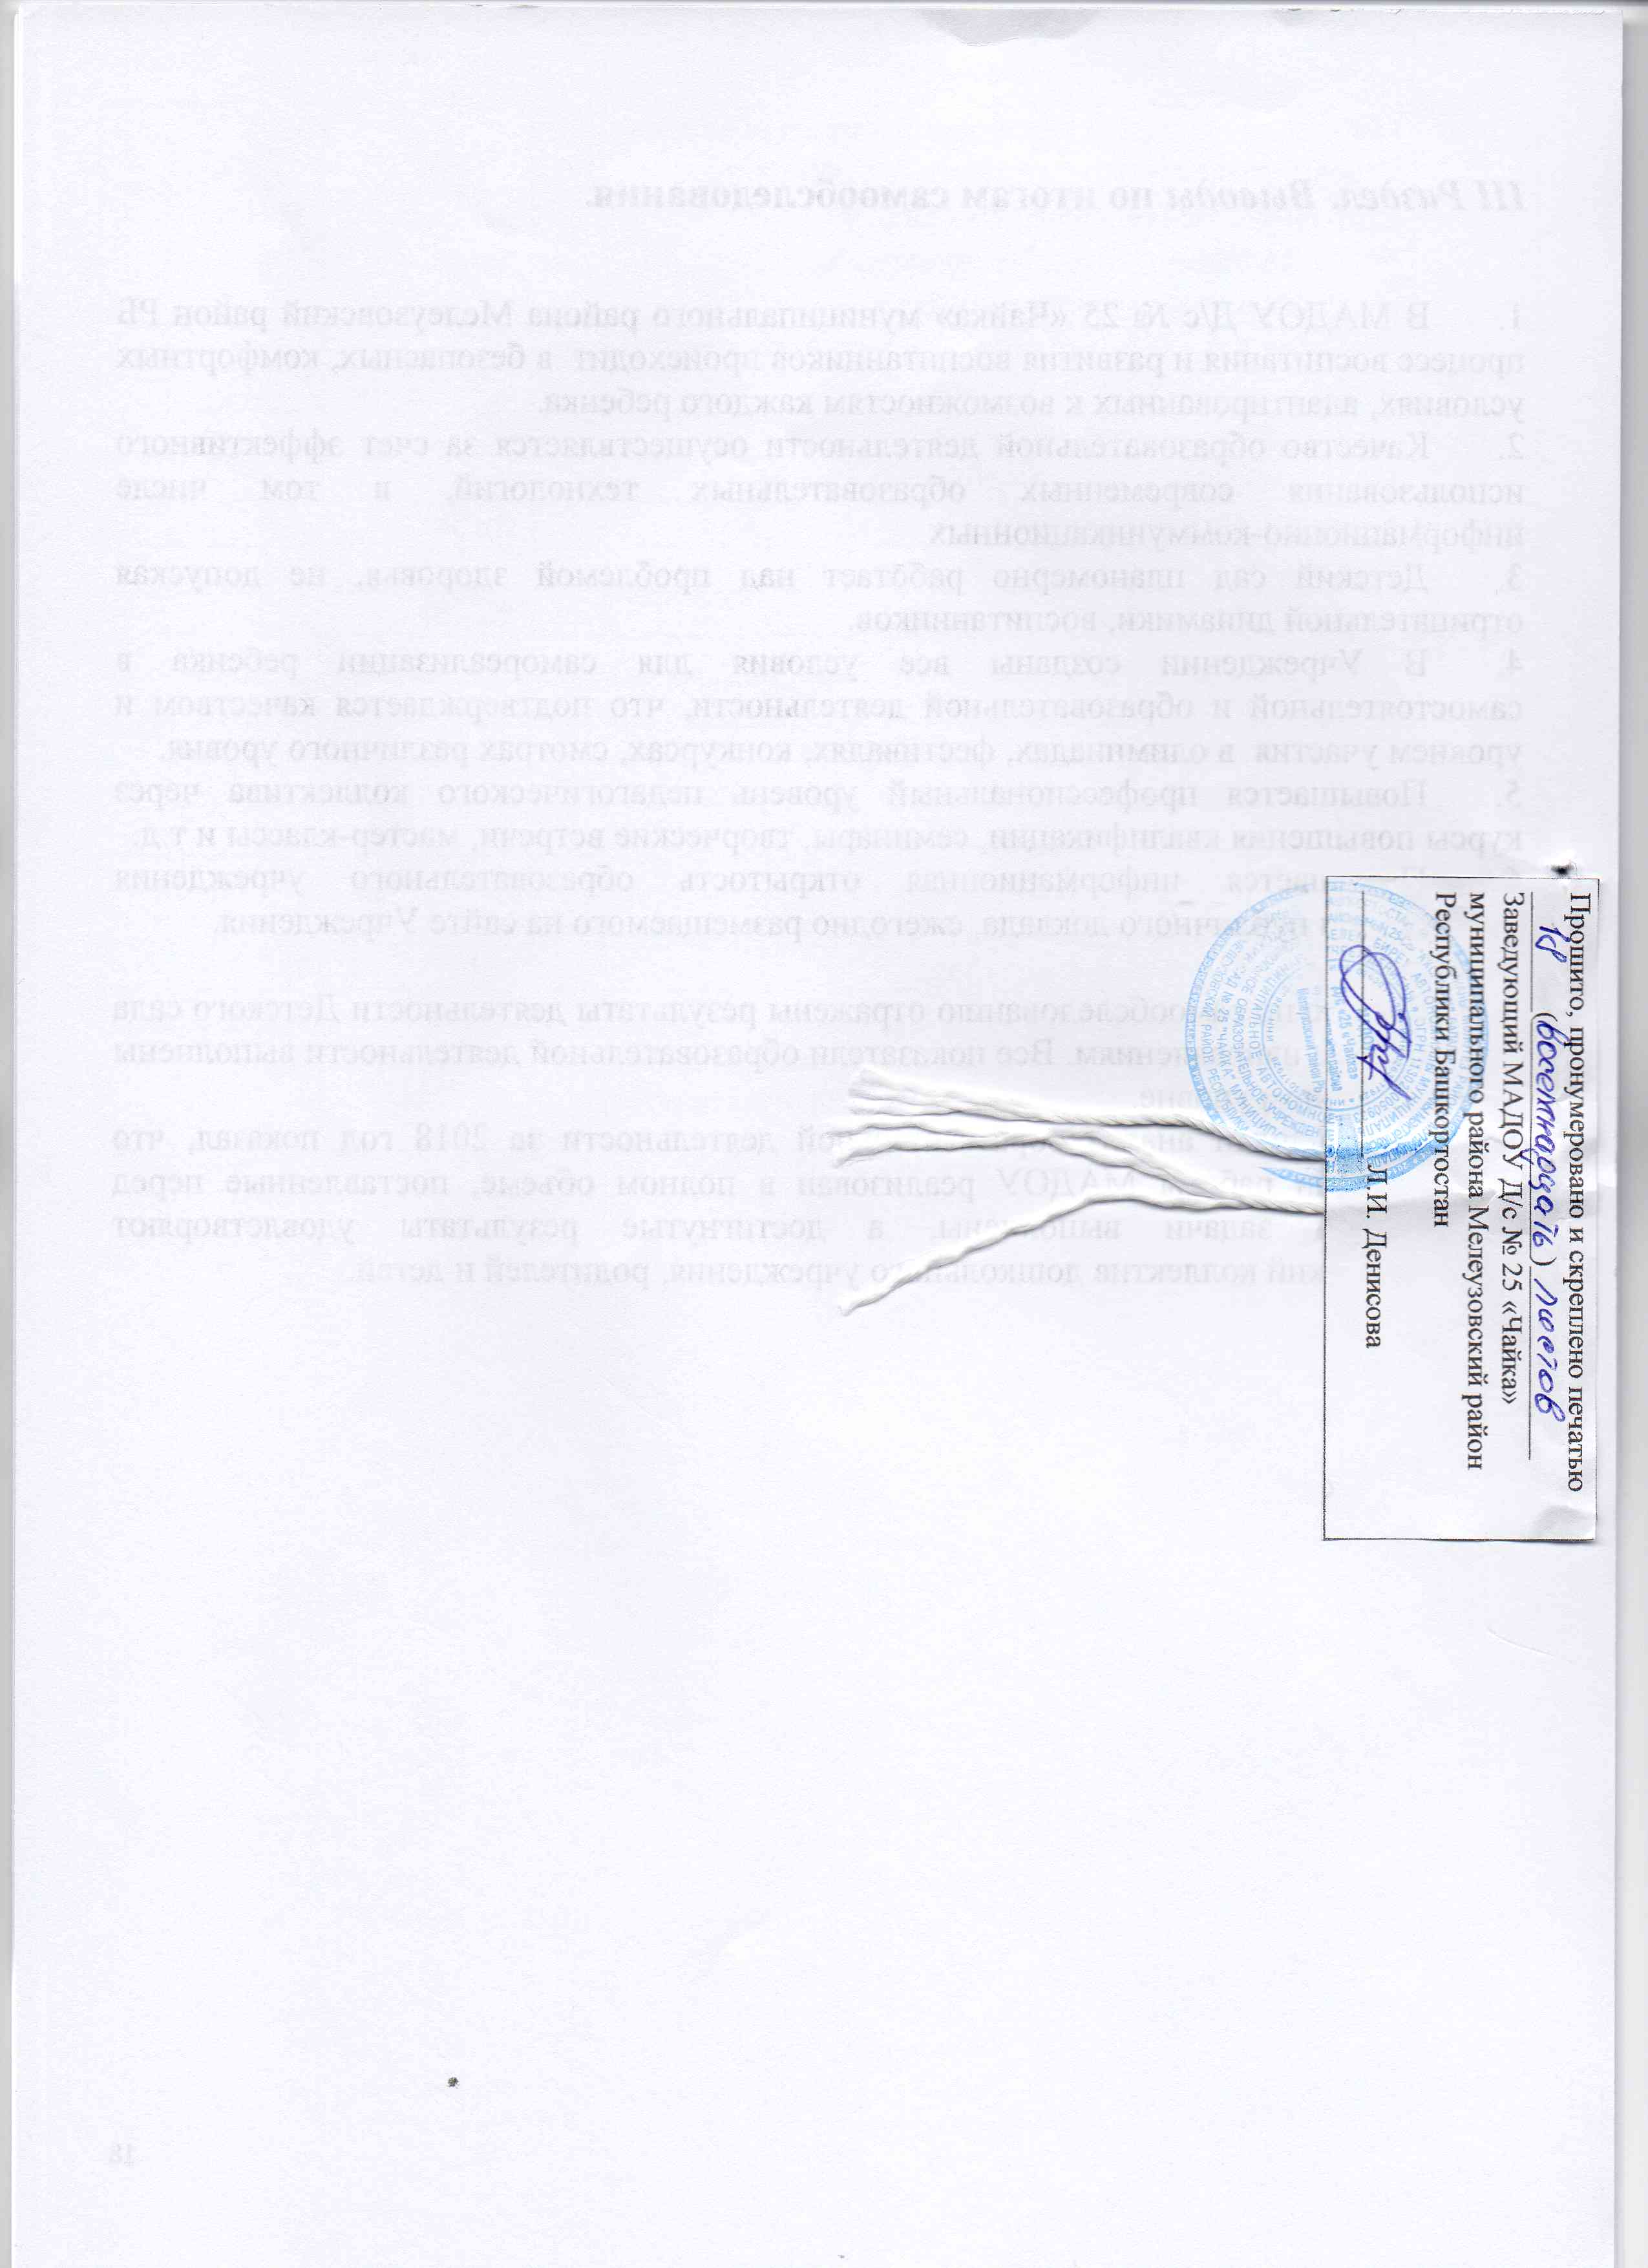 Прошито, пронумеровано и скреплено печатью
18 (восемнадцать) листов
Заведующий МАДОУ Д/с № 25 «Чайка»
муниципального района Мелеузовский район
Республики Башкортостан
Л.И. Денисова
III Раздел. Выводы по итогам самообследования.
1. В МАДОУ Д/с № 25 «Чайка» муниципального района Мелеузовский район РБ
процесс воспитания и развития воспитанников происходит в безопасных, комфортных
условиях, адаптированных к возможностям каждого ребенка.
2. Качество образовательной деятельности осуществляется за счет эффективного
использования современных образовательных технологий, в том числе
информационно-коммуникационных
3. Детский сад планомерно работает над проблемой здоровья, не допуская
отрицательной динамики, воспитанников.
4. В Учреждении созданы все условия для самореализации ребенка в
самостоятельной и образовательной деятельности, что подтверждается качеством и
уровнем участия в олимпиадах, фестивалях, конкурсах, смотрах различного уровня.
5. Повышается профессиональный уровень педагогического коллектива через
курсы повышения квалификации, семинары, творческие встречи, мастер-классы и т д.
информационная открытость образовательного учреждения
доклада, ежегодно размещаемого на сайте Учреждения.
отражены результаты деятельности Детского сада
Все показатели образовательной деятельности выполнены
деятельности за 2018 год показал, что
МАДОУ реализован в полном объеме, поставленные перед
задачи выполнены, а достигнутые результаты удовлетворяют
коллектив дошкольного учреждения, родителей и детей.
18